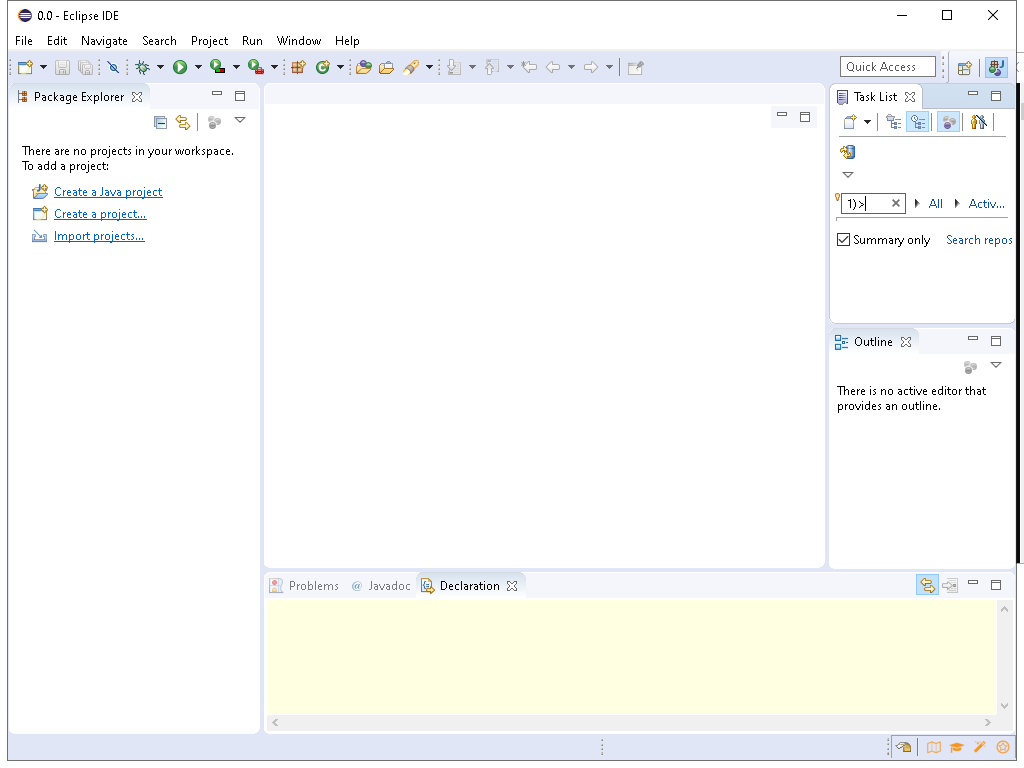 0.0 - Eclipse IDE
File Edit Navigate Search Project Run Window Help
Quick Access
Package Explorer
There are no projects in your workspace.
To add a project:
Create a Java project
Create a project...
Import projects...
Task List
1)>
All
Activ...
Summary only
Search repos
Outline
There is no active editor that
provides an outline.
Problems
@ Javadoc
Declaration